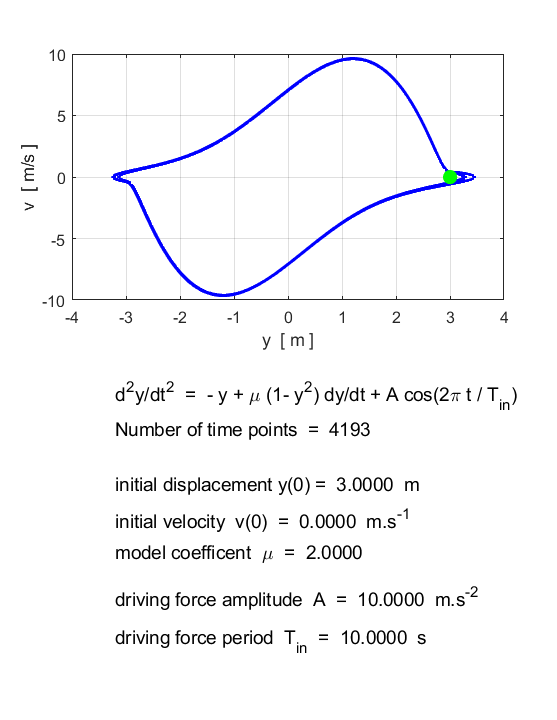 10
5
0
-5
-10
v [ m/s ]
-4 -3 -2 -1 0 1 2 3 4
y [ m ]
d²y/dt² = - y + μ (1- y²) dy/dt + A cos(2π t / T_in)
Number of time points = 4193
initial displacement y(0) = 3.0000 m
initial velocity v(0) = 0.0000 m.s⁻¹
model coefficent μ = 2.0000
driving force amplitude A = 10.0000 m.s⁻²
driving force period T_in = 10.0000 s